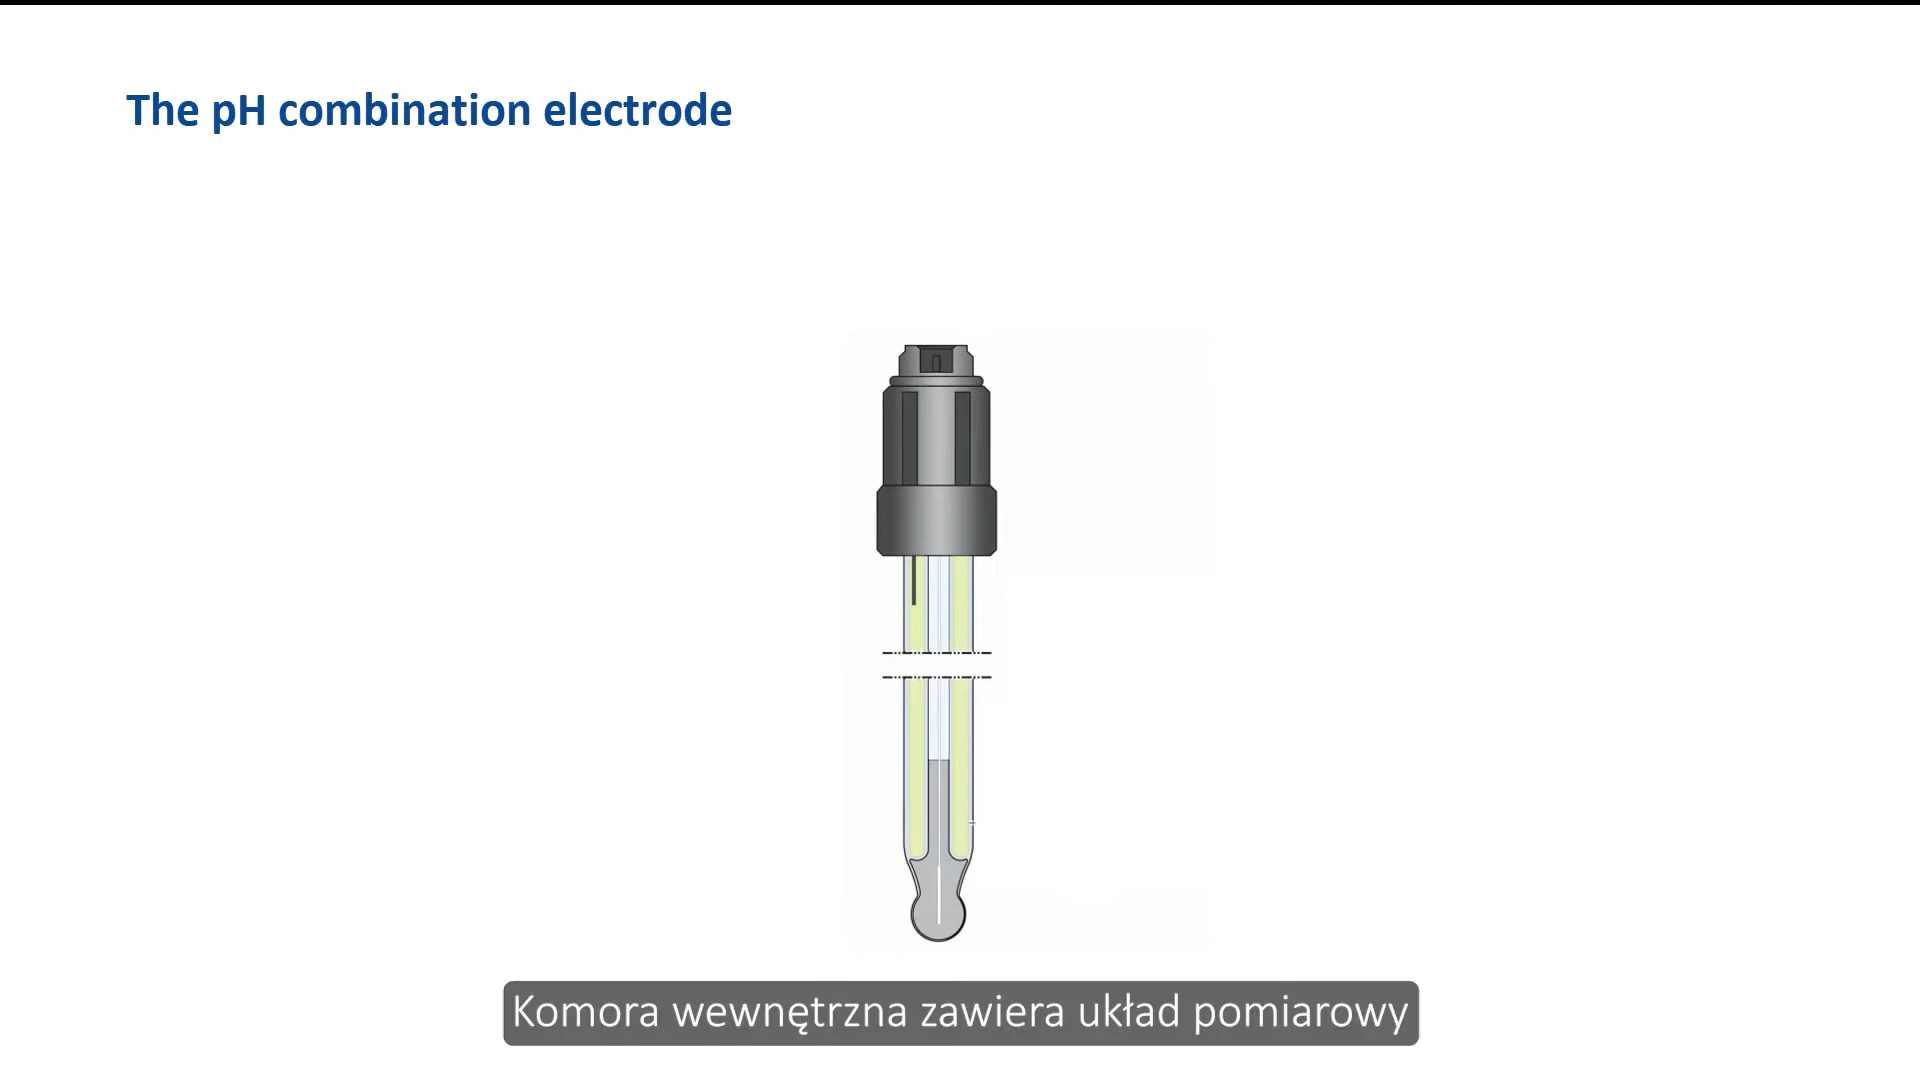 The pH combination electrode
Komora wewnętrzna zawiera układ pomiarowy